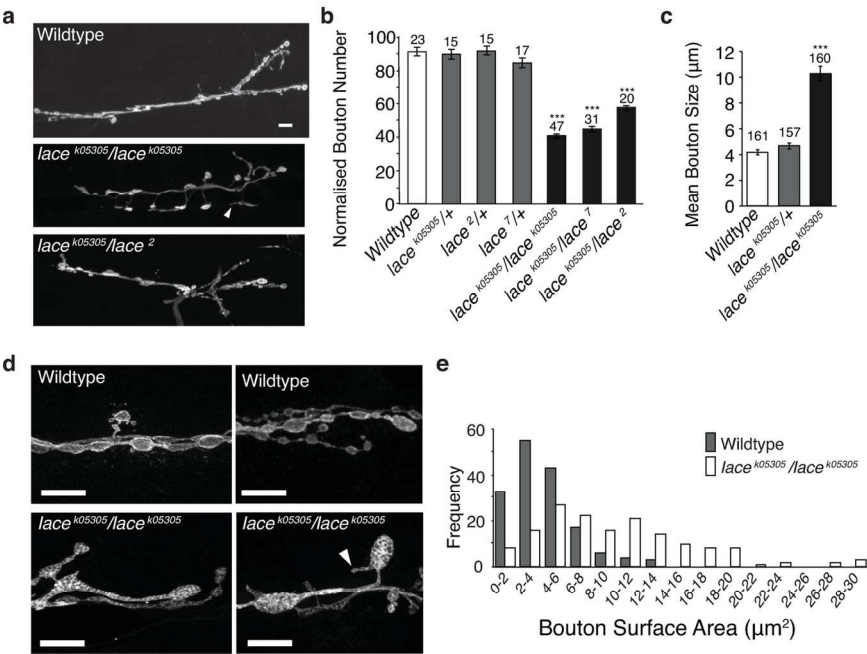 a
Wildtype
lace k05305/lace k05305
lace k05305/lace 2
b
Normalised Bouton Number
100
80
60
40
20
0
23
15
15
17
***
47
***
31
***
20
Wildtype
lace k05305/+
lace 2/+
lace 7/+
lace k05305/lace k05305
lace k05305/lace 7
lace k05305/lace 2
c
Mean Bouton Size (μm)
12
10
8
6
4
2
0
161
157
***
160
Wildtype
lace k05305/+
lace k05305/lace k05305
d
Wildtype
Wildtype
lace k05305/lace k05305
lace k05305/lace k05305
e
Frequency
60
40
20
0
Wildtype
lace k05305/lace k05305
0-2
2-4
4-6
6-8
8-10
10-12
12-14
14-16
16-18
18-20
20-22
22-24
24-26
26-28
28-30
Bouton Surface Area (μm²)